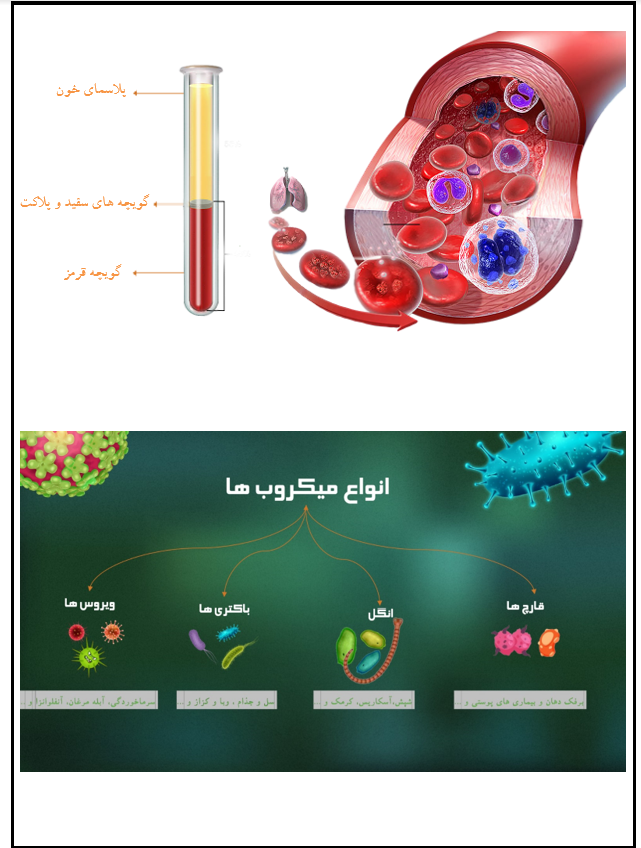 پلاسمای خون
گویچه های سفید و پلاکت
گویچه قرمز
انواع میکروب ها
قارچ ها
انگل
باکتری ها
ویروس ها
برفک دهان و بیماری های پوستی و ...
شپش، آسکاریس، کرمک و ...
سل و جذام ، وبا و کزاز و ...
سرماخوردگی، آبله مرغان، آنفلوانزا و